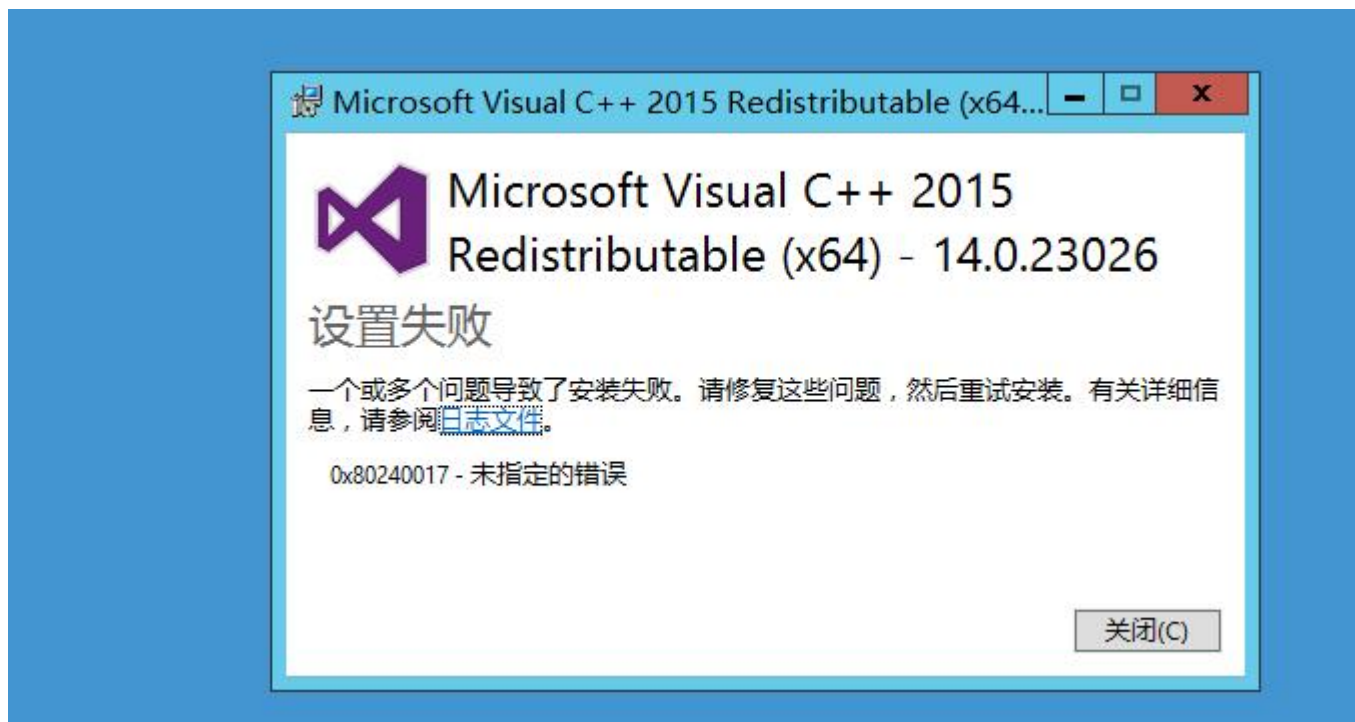 Microsoft Visual C++ 2015 Redistributable (x64...
Microsoft Visual C++ 2015
Redistributable (x64) - 14.0.23026
设置失败
一个或多个问题导致了安装失败。请修复这些问题，然后重试安装。有关详细信
息，请参阅日志文件。
0x80240017 - 未指定的错误
关闭(C)